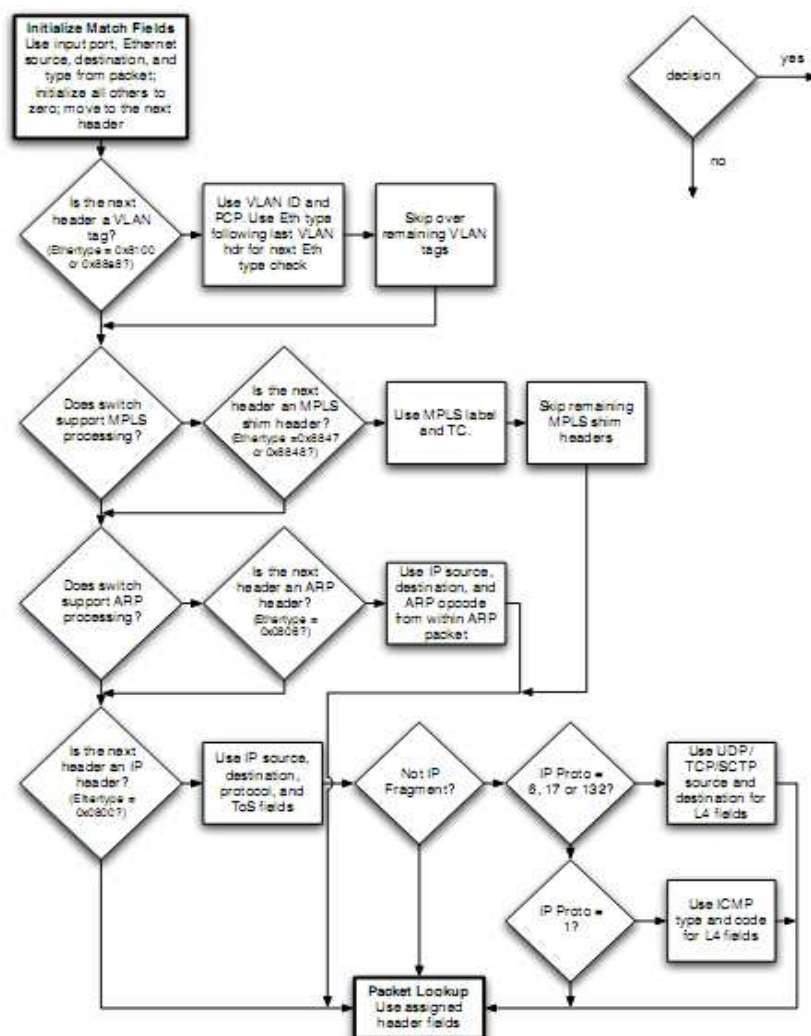 Initialize Match Fields
Use input port, Ethernet
source, destination, and
type from packet;
initialize all others to
zero; move to the next
header
decision
yes
no
Is the next
header a VLAN
tag?
(Ethertype = 0x8100
or 0x88a8?)
Use VLAN ID and
PCP. Use Eth type
following last VLAN
hdr for next Eth
type check
Skip over
remaining VLAN
tags
Does switch
support MPLS
processing?
Is the next
header an MPLS
shim header?
(Ethertype =0x8847
or 0x8848?)
Use MPLS label
and TC.
Skip remaining
MPLS shim
headers
Does switch
support ARP
processing?
Is the next
header an ARP
header?
(Ethertype =
0x0806?)
Use IP source,
destination, and
ARP opcode
from within ARP
packet
Is the next
header an IP
header?
(Ethertype =
0x0800?)
Use IP source,
destination,
protocol, and
ToS fields
Not IP
Fragment?
IP Proto =
6, 17 or 132?
Use UDP/
TCP/SCTP
source and
destination for
L4 fields
IP Proto =
1?
Use ICMP
type and code
for L4 fields
Packet Lookup
Use assigned
header fields